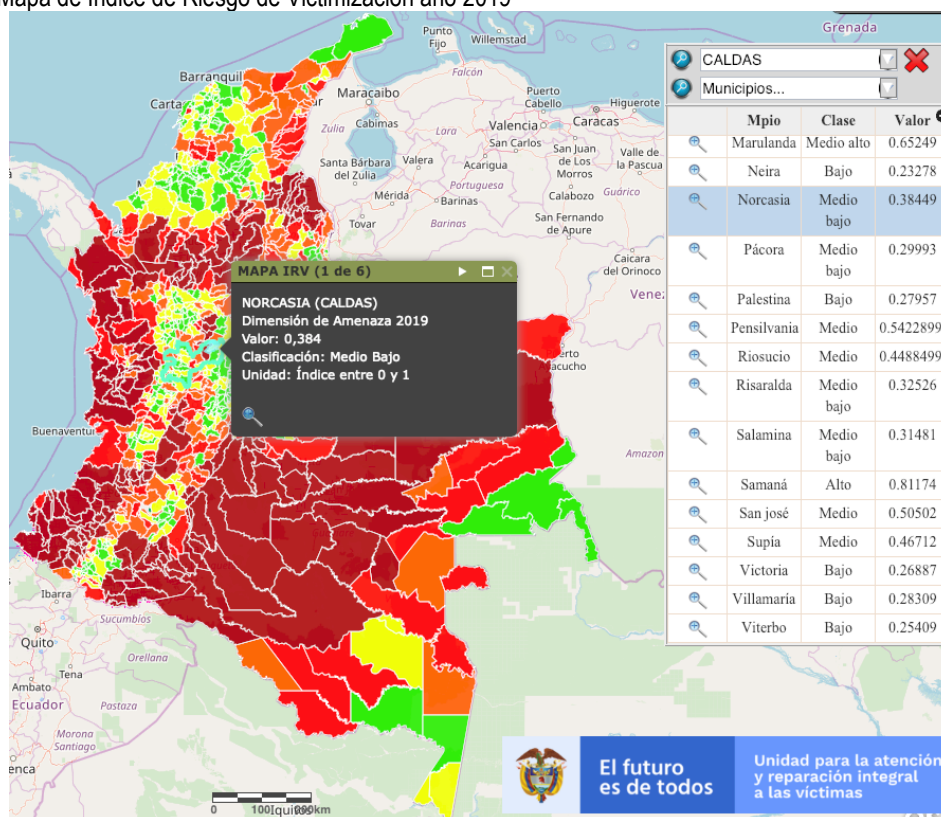 Mapa de Índice de Riesgo de Victimización año 2019
Grenada
Punto
Fijo
Willemstad
Barranquil
Maracaibo
Falcón
Carta
Cabimas
Zulia
Lara
Puerto
Cabello
Higuerote
Valencia
Caracas
San Carlos
San Juan
de Los
Morros
Valle de
la Pascua
Santa Bárbara
del Zulia
Valera
Acarigua
Portuguesa
Mérida
Barinas
Calabozo
Guárico
Tovar
Barinas
San Fernando
de Apure
Caicara
del Orinoco
Venez
Amazon
Buenaventu
Ibarra
Sucumbíos
Quito
Orellana
Tena
Ambato
Ecuador
Pastaza
Morona
Santiago
enca
Iquitos
0 100 200km
MAPA IRV (1 de 6)
NORCASIA (CALDAS)
Dimensión de Amenaza 2019
Valor: 0,384
Clasificación: Medio Bajo
Unidad: Índice entre 0 y 1
erto
acucho
CALDAS
Municipios...
Mpio Clase Valor
Marulanda Medio alto 0.65249
Neira Bajo 0.23278
Norcasia Medio bajo 0.38449
Pácora Medio bajo 0.29993
Palestina Bajo 0.27957
Pensilvania Medio 0.5422899
Riosucio Medio 0.4488499
Risaralda Medio bajo 0.32526
Salamina Medio bajo 0.31481
Samaná Alto 0.81174
San josé Medio 0.50502
Supía Medio 0.46712
Victoria Bajo 0.26887
Villamaría Bajo 0.28309
Viterbo Bajo 0.25409
El futuro
es de todos
Unidad para la atención
y reparación integral
a las víctimas